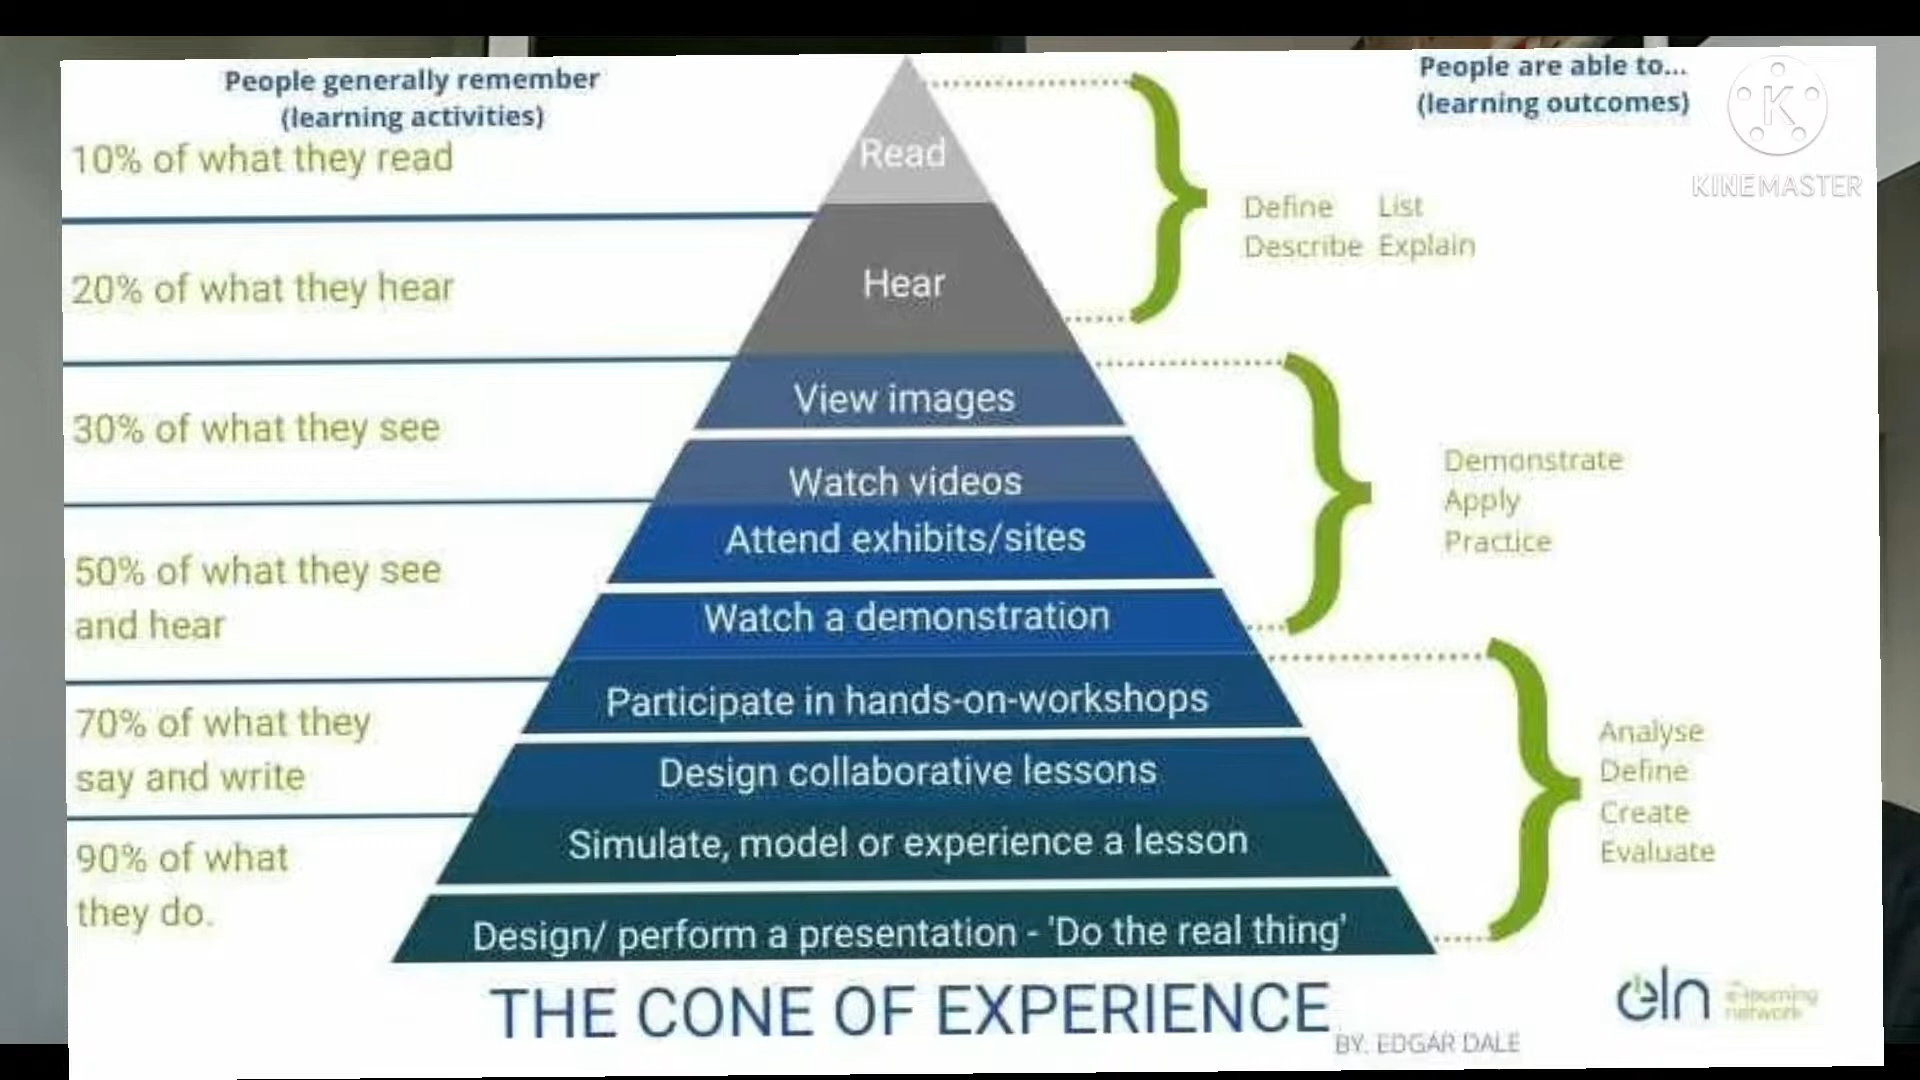 People generally remember
(learning activities)
10% of what they read
20% of what they hear
30% of what they see
50% of what they see
and hear
70% of what they
say and write
90% of what
they do.
Read
Hear
View images
Watch videos
Attend exhibits/sites
Watch a demonstration
Participate in hands-on-workshops
Design collaborative lessons
Simulate, model or experience a lesson
Design/ perform a presentation - 'Do the real thing'
People are able to...
(learning outcomes)
Define List
Describe Explain
Demonstrate
Apply
Practice
Analyse
Define
Create
Evaluate
THE CONE OF EXPERIENCE
BY. EDGAR DALE
eln
e-learning
network
K
KINEMASTER